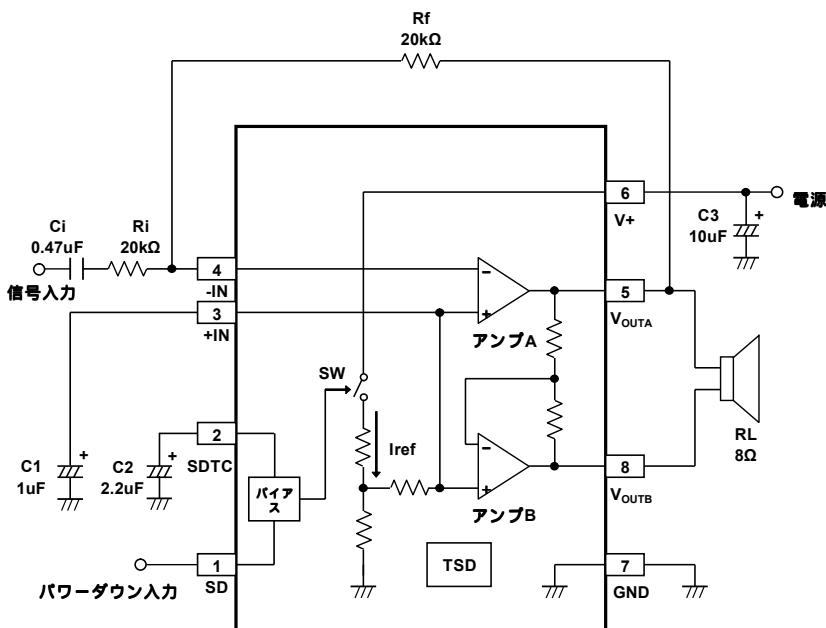 Rf
20kΩ
6
V+
電源
C3
10uF
+
Ci
0.47uF
Ri
20kΩ
信号入力
4
-IN
3
+IN
−
+
アンプA
5
VOUTA
SW
Iref
2
SDTC
C1
1uF
+
C2
2.2uF
+
バイア
ス
−
+
アンプB
8
VOUTB
RL
8Ω
TSD
パワーダウン入力
1
SD
7
GND